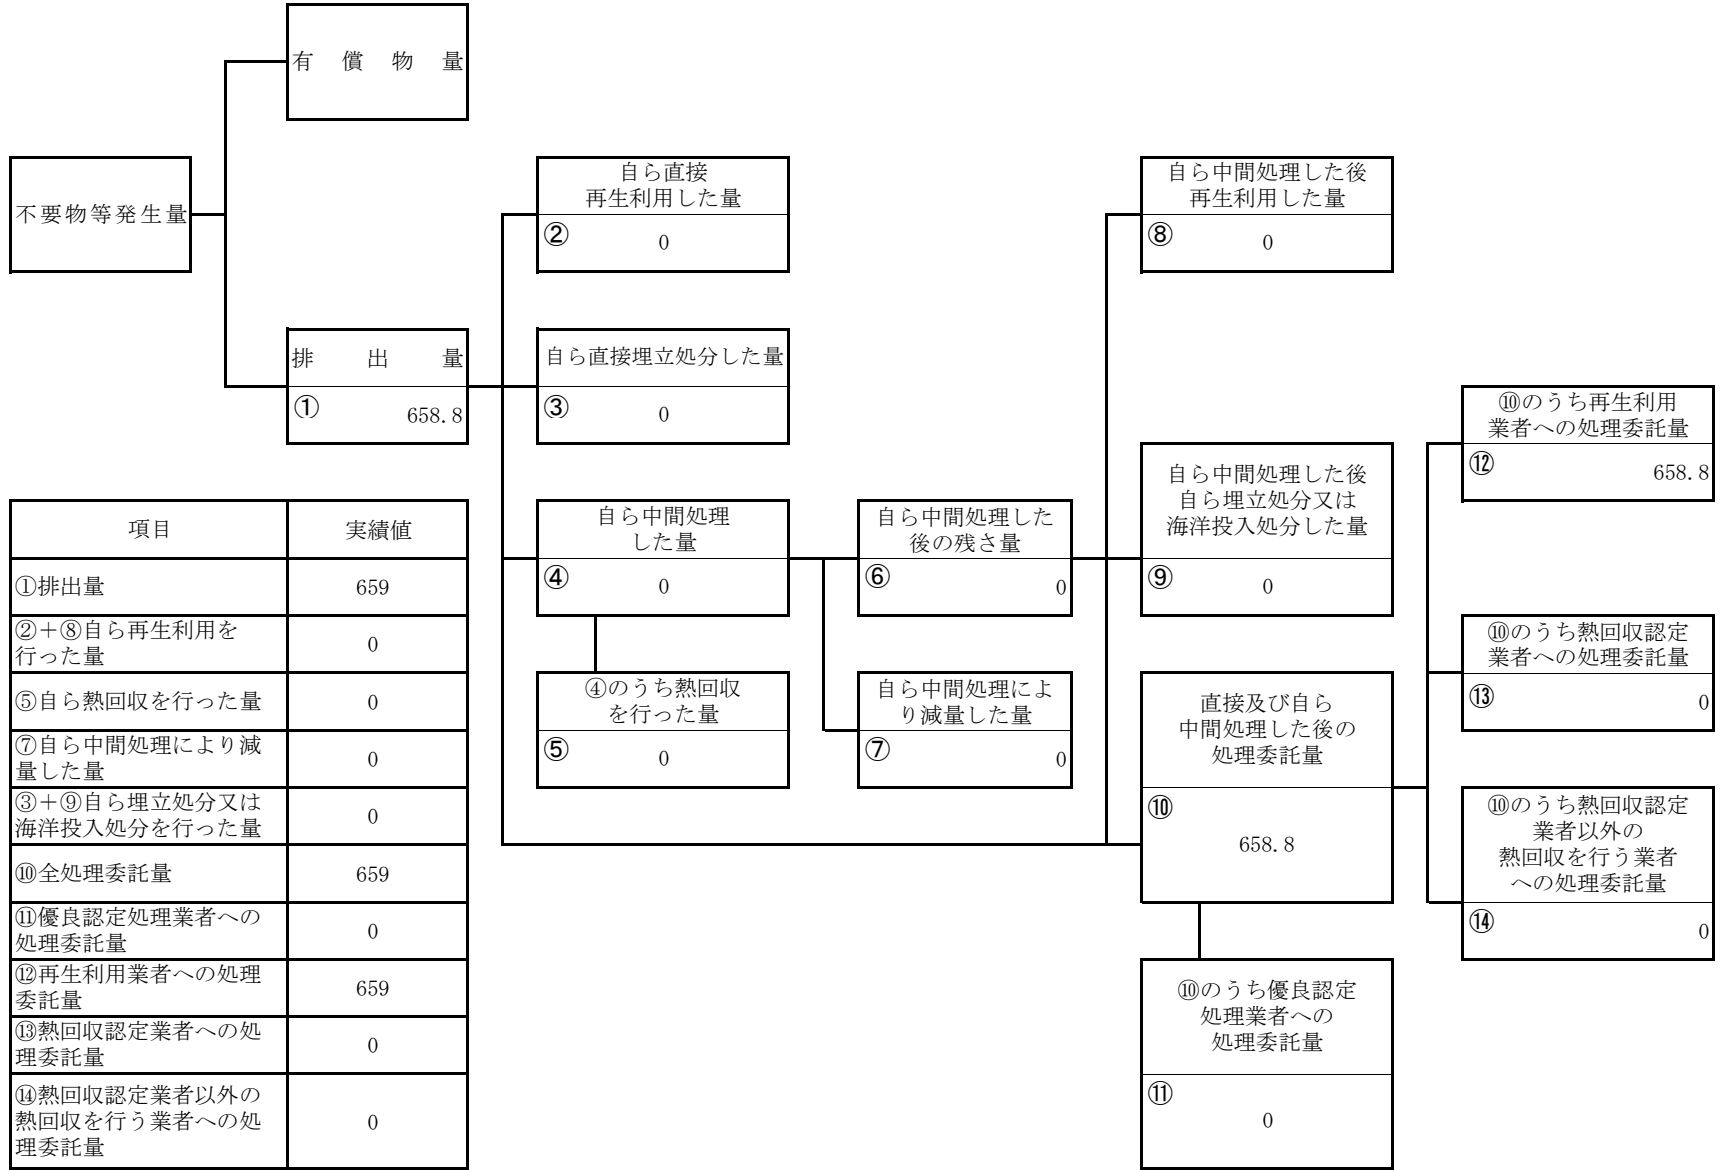 有償物量
不要物等発生量
自ら直接
再生利用した量
② 0
自ら中間処理した後
再生利用した量
⑧ 0
排出量
① 658.8
自ら直接埋立処分した量
③ 0
⑩のうち再生利用
業者への処理委託量
⑫ 658.8
自ら中間処理
した量
④ 0
自ら中間処理した
後の残さ量
⑥ 0
自ら中間処理した後
自ら埋立処分又は
海洋投入処分した量
⑨ 0
⑩のうち熱回収認定
業者への処理委託量
⑬ 0
④のうち熱回収
を行った量
⑤ 0
自ら中間処理によ
り減量した量
⑦ 0
直接及び自ら
中間処理した後の
処理委託量
⑩
658.8
⑩のうち熱回収認定
業者以外の
熱回収を行う業者
への処理委託量
⑭ 0
⑩のうち優良認定
処理業者への
処理委託量
⑪
0
項目 実績値
①排出量 659
②＋⑧自ら再生利用を
行った量 0
⑤自ら熱回収を行った量 0
⑦自ら中間処理により減
量した量 0
③＋⑨自ら埋立処分又は
海洋投入処分を行った量 0
⑩全処理委託量 659
⑪優良認定処理業者への
処理委託量 0
⑫再生利用業者への処理
委託量 659
⑬熱回収認定業者への処
理委託量 0
⑭熱回収認定業者以外の
熱回収を行う業者への処
理委託量 0